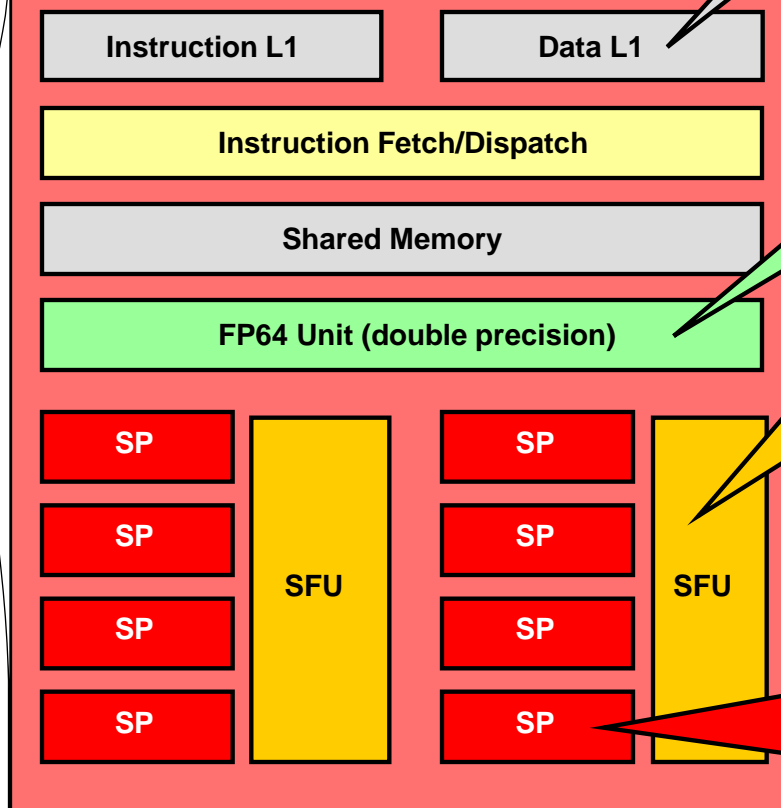 Instruction L1
Data L1
Instruction Fetch/Dispatch
Shared Memory
FP64 Unit (double precision)
SP
SP
SP
SP
SFU
SP
SP
SP
SP
SFU